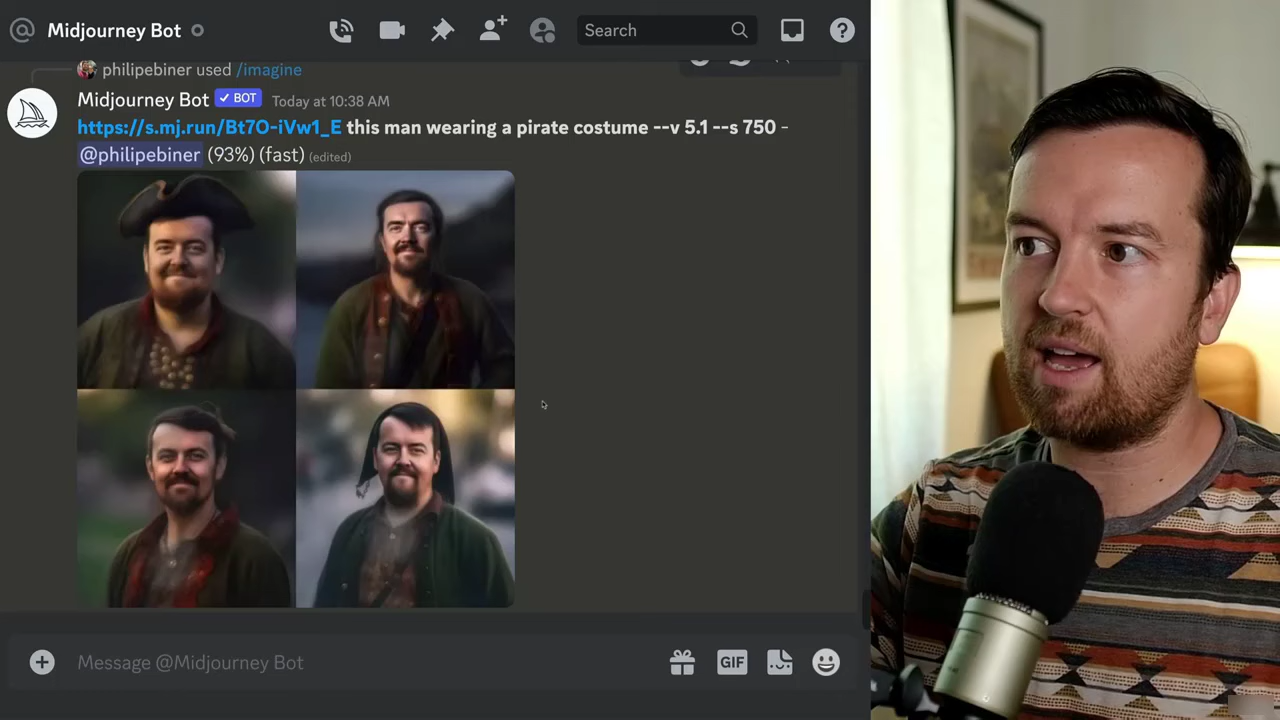 Midjourney Bot
Search
philipebiner used /imagine
Midjourney Bot ✓ BOT Today at 10:38 AM
https://s.mj.run/Bt7O-iVw1_E this man wearing a pirate costume --v 5.1 --s 750 -
@philipebiner (93%) (fast) (edited)
Message @Midjourney Bot
GIF